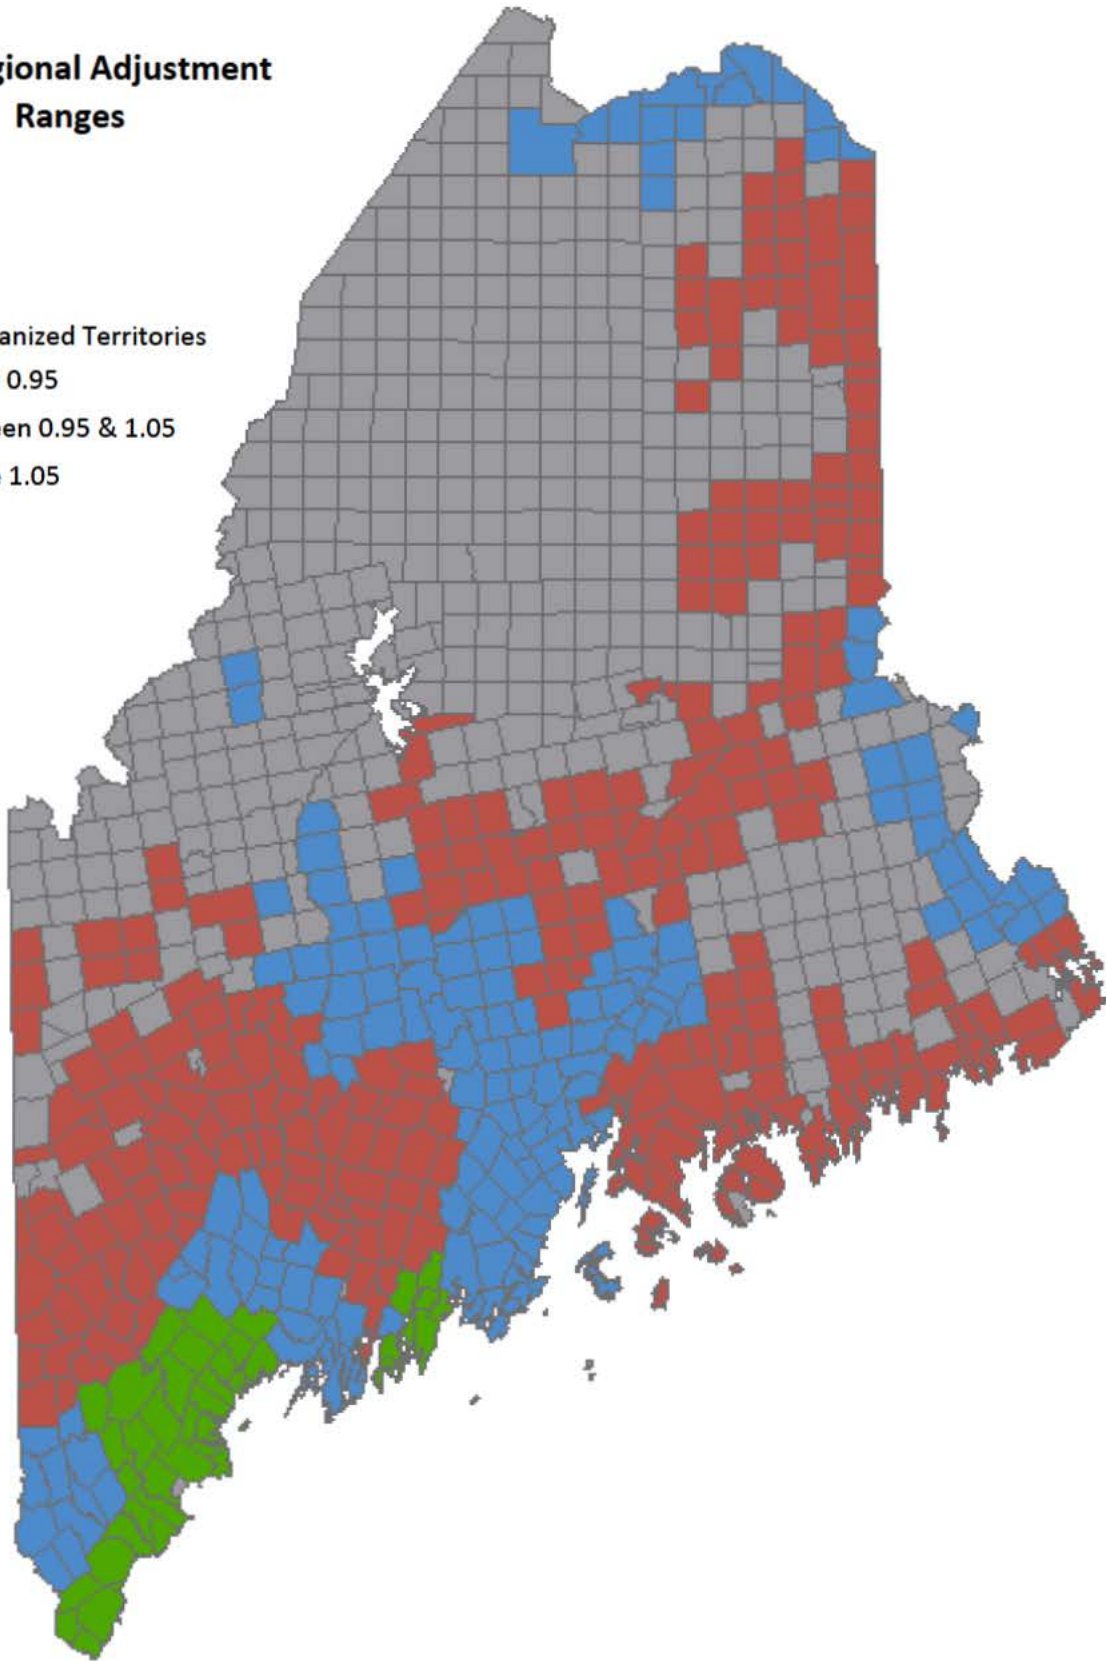 gional Adjustment
Ranges
anized Territories
0.95
een 0.95 & 1.05
1.05